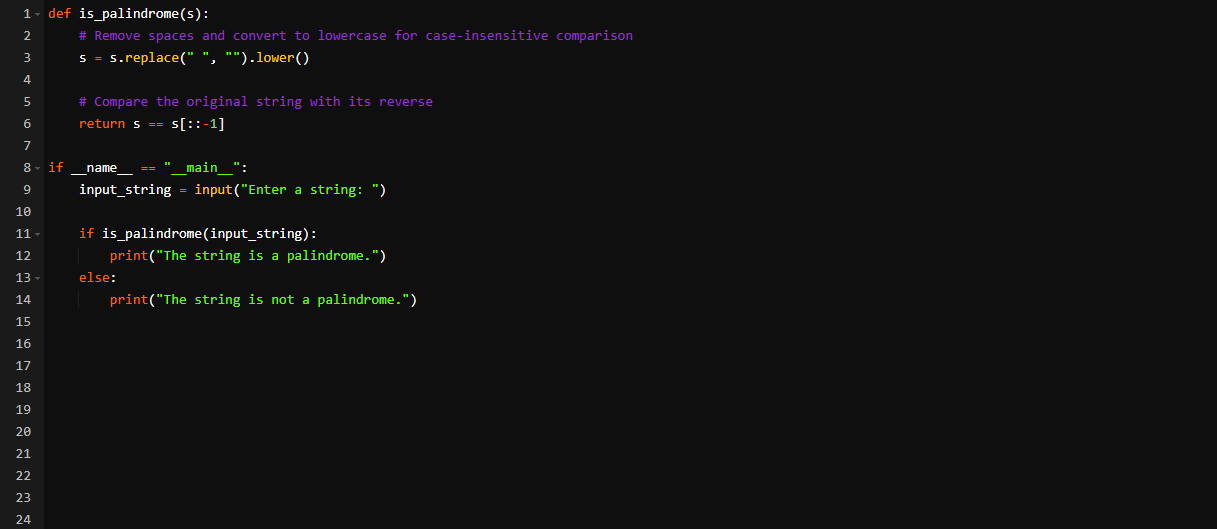 1 def is_palindrome(s):
2     # Remove spaces and convert to lowercase for case-insensitive comparison
3     s = s.replace(" ", "").lower()
4
5     # Compare the original string with its reverse
6     return s == s[::-1]
7
8 if __name__ == "__main__":
9     input_string = input("Enter a string: ")
10
11     if is_palindrome(input_string):
12         print("The string is a palindrome.")
13     else:
14         print("The string is not a palindrome.")
15
16
17
18
19
20
21
22
23
24